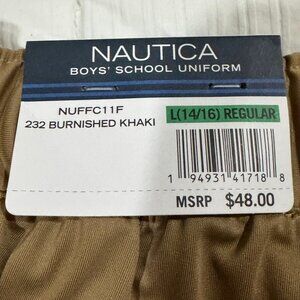 NAUTICA
BOYS' SCHOOL UNIFORM
NUFFC11F
232 BURNISHED KHAKI
L(14/16) REGULAR
1 94931 41718 8
MSRP $48.00